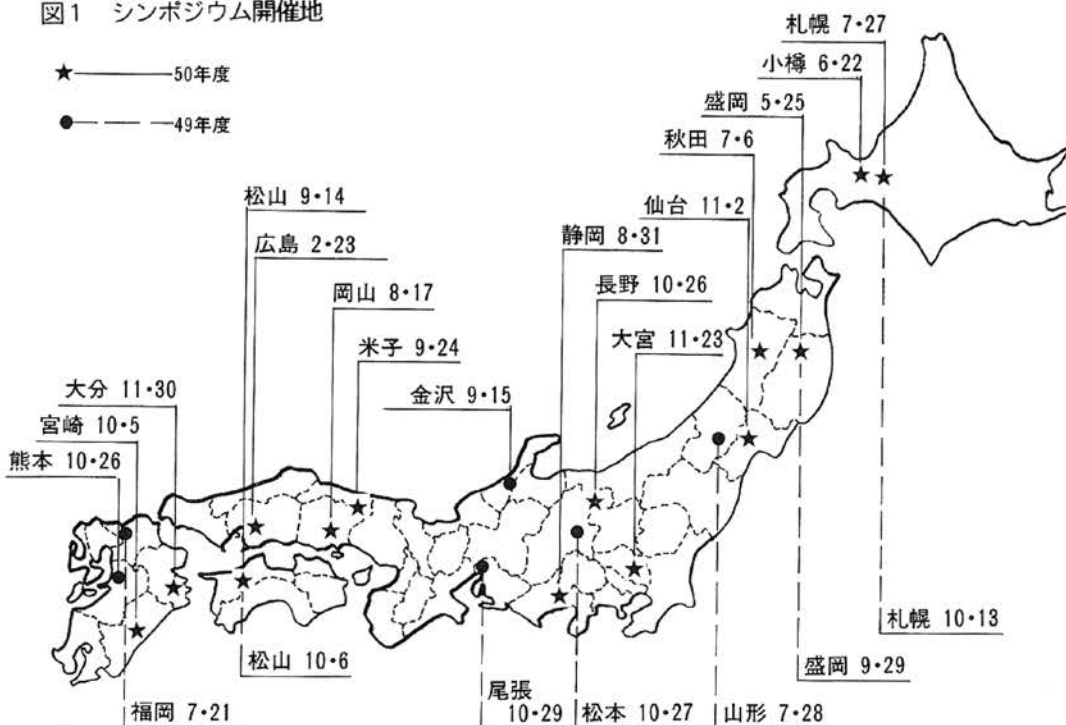 図1 シンポジウム開催地
★———50年度
●— — —49年度
札幌 7・27
小樽 6・22
盛岡 5・25
秋田 7・6
仙台 11・2
松山 9・14
広島 2・23
静岡 8・31
岡山 8・17
長野 10・26
米子 9・24
大宮 11・23
大分 11・30
金沢 9・15
宮崎 10・5
熊本 10・26
札幌 10・13
松山 10・6
盛岡 9・29
尾張
10・29
福岡 7・21
松本 10・27
山形 7・28